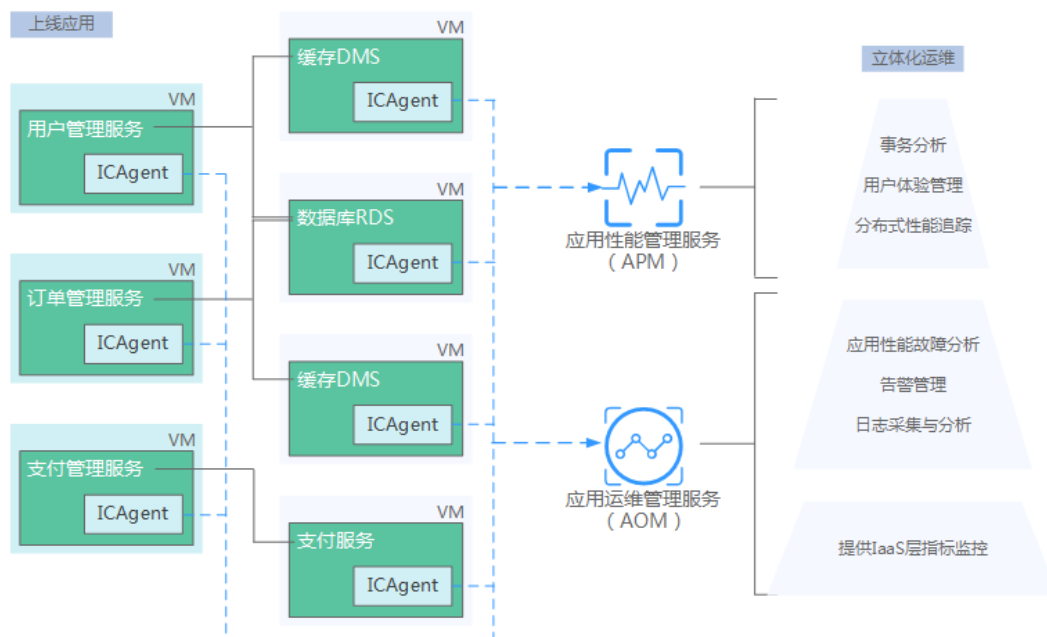 上线应用
VM
用户管理服务
ICAgent
VM
订单管理服务
ICAgent
VM
支付管理服务
ICAgent
VM
缓存DMS
ICAgent
VM
数据库RDS
ICAgent
VM
缓存DMS
ICAgent
VM
支付服务
ICAgent
应用性能管理服务
（APM）
应用运维管理服务
（AOM）
立体化运维
事务分析
用户体验管理
分布式性能追踪
应用性能故障分析
告警管理
日志采集与分析
提供IaaS层指标监控